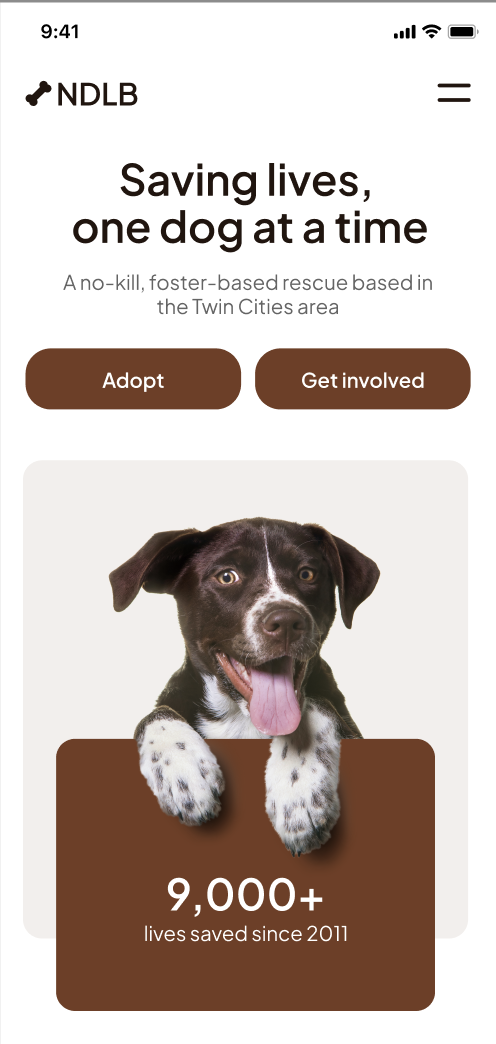 9:41
NDLB
Saving lives,
one dog at a time
A no-kill, foster-based rescue based in
the Twin Cities area
Adopt
Get involved
9,000+
lives saved since 2011